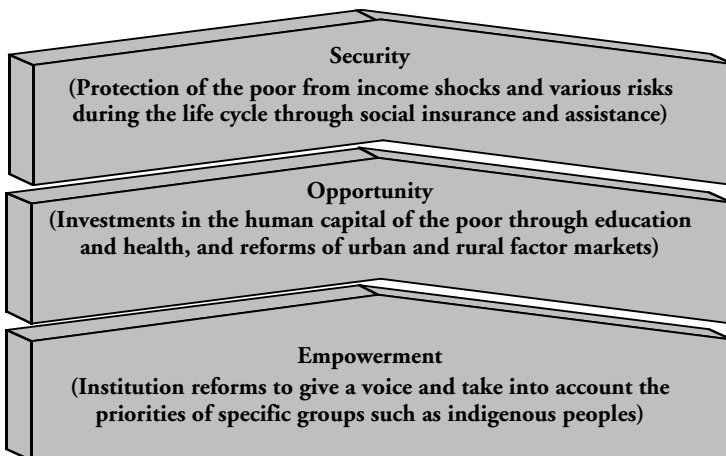 Security
(Protection of the poor from income shocks and various risks
during the life cycle through social insurance and assistance)
Opportunity
(Investments in the human capital of the poor through education
and health, and reforms of urban and rural factor markets)
Empowerment
(Institution reforms to give a voice and take into account the
priorities of specific groups such as indigenous peoples)